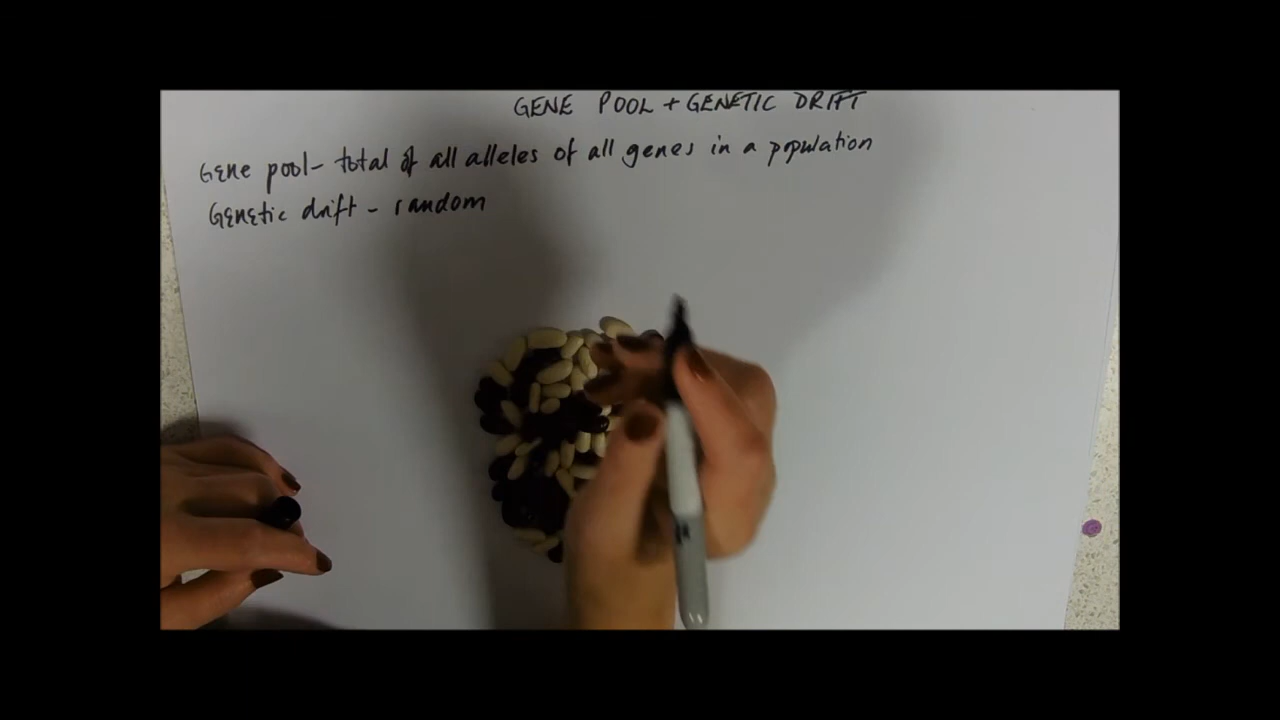 GENE POOL + GENETIC DRIFT
Gene pool - total of all alleles of all genes in a population
Genetic drift - random